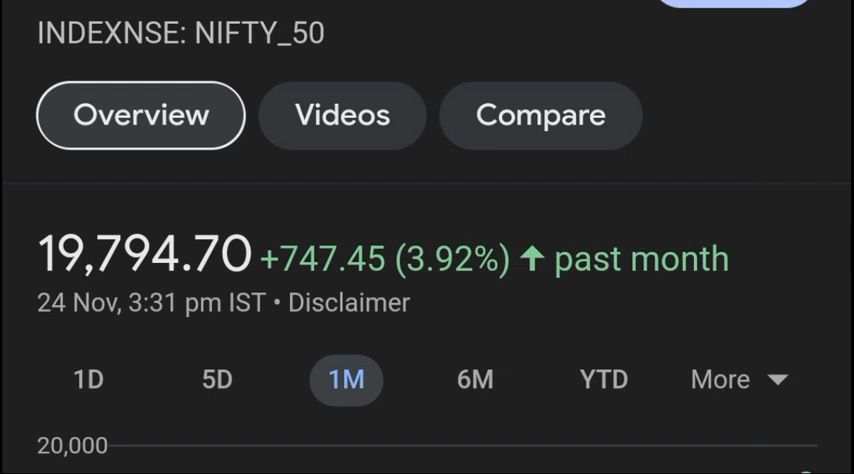 INDEXNSE: NIFTY_50
Overview Videos Compare
19,794.70 +747.45 (3.92%) ↑ past month
24 Nov, 3:31 pm IST • Disclaimer
1D 5D 1M 6M YTD More
20,000